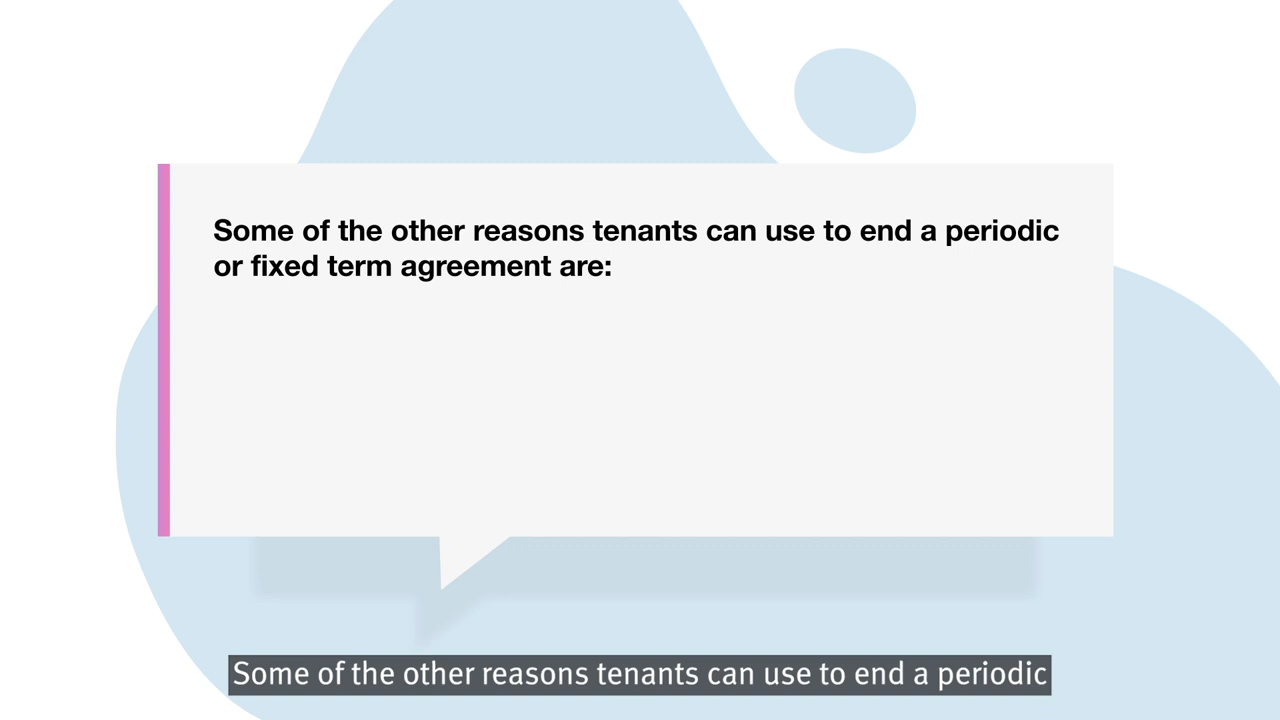 Some of the other reasons tenants can use to end a periodic
or fixed term agreement are:
Some of the other reasons tenants can use to end a periodic